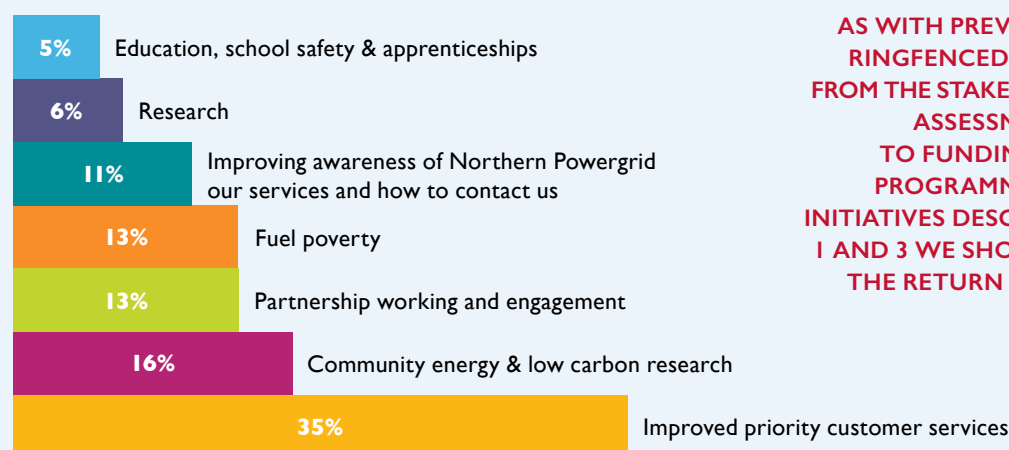 5%
Education, school safety & apprenticeships
6%
Research
11%
Improving awareness of Northern Powergrid
our services and how to contact us
13%
Fuel poverty
13%
Partnership working and engagement
16%
Community energy & low carbon research
35%
Improved priority customer services
AS WITH PREV
RINGFENCED
FROM THE STAKE
ASSESSM
TO FUNDIN
PROGRAMM
INITIATIVES DESC
1 AND 3 WE SHO
THE RETURN